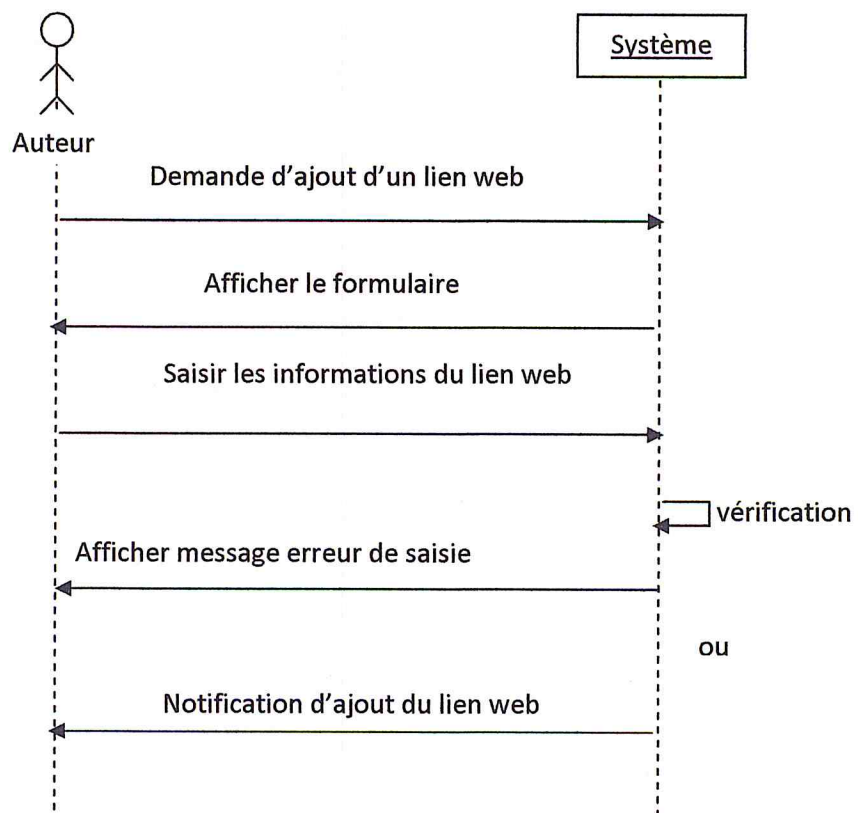 Système
Auteur
Demande d'ajout d'un lien web
Afficher le formulaire
Saisir les informations du lien web
vérification
Afficher message erreur de saisie
ou
Notification d'ajout du lien web